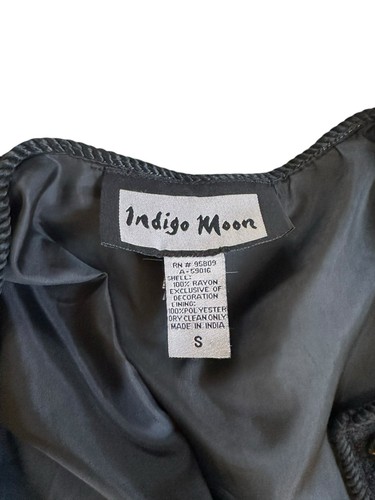 Indigo Moon
RN # 95809
A-59016
SHELL:
100% RAYON
EXCLUSIVE OF
DECORATION
LINING:
100%POLYESTER
DRY CLEAN ONLY
MADE IN INDIA
S